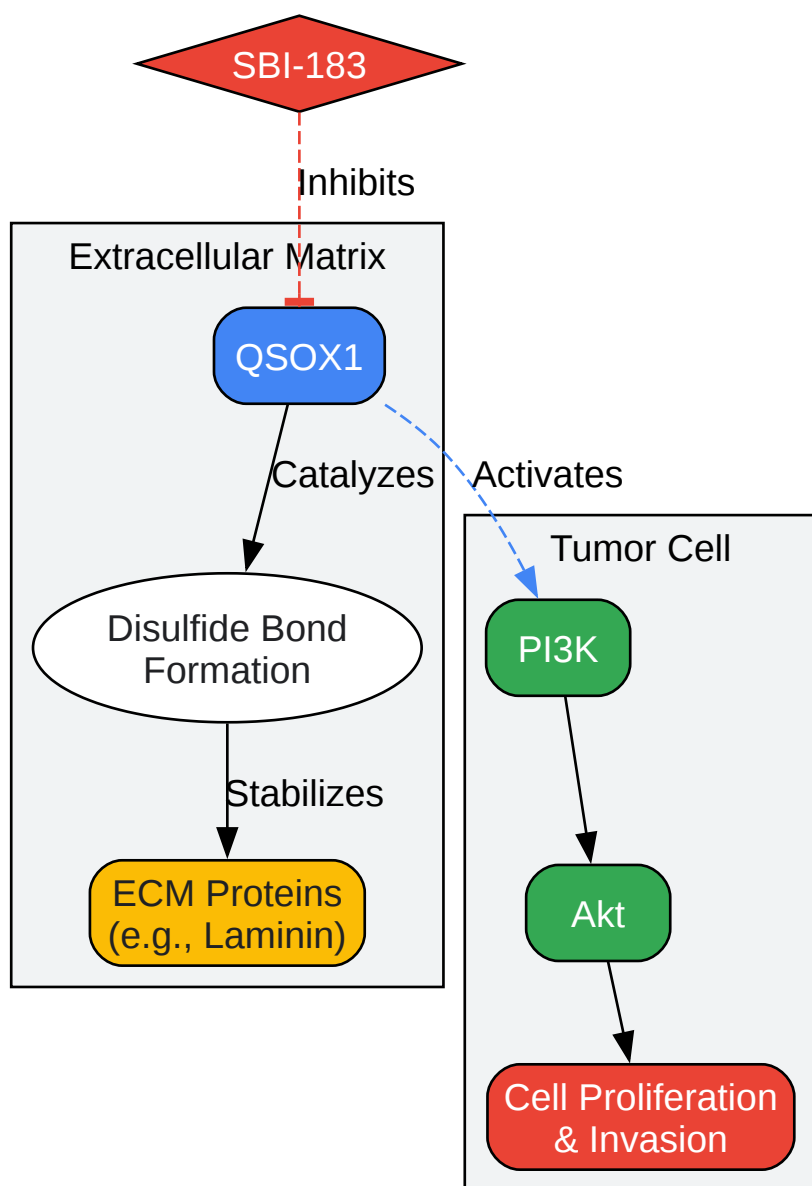 SBI-183
Inhibits
Extracellular Matrix
QSOX1
Catalyzes
Activates
Tumor Cell
Disulfide Bond
Formation
PI3K
Stabilizes
ECM Proteins
(e.g., Laminin)
Akt
Cell Proliferation
& Invasion